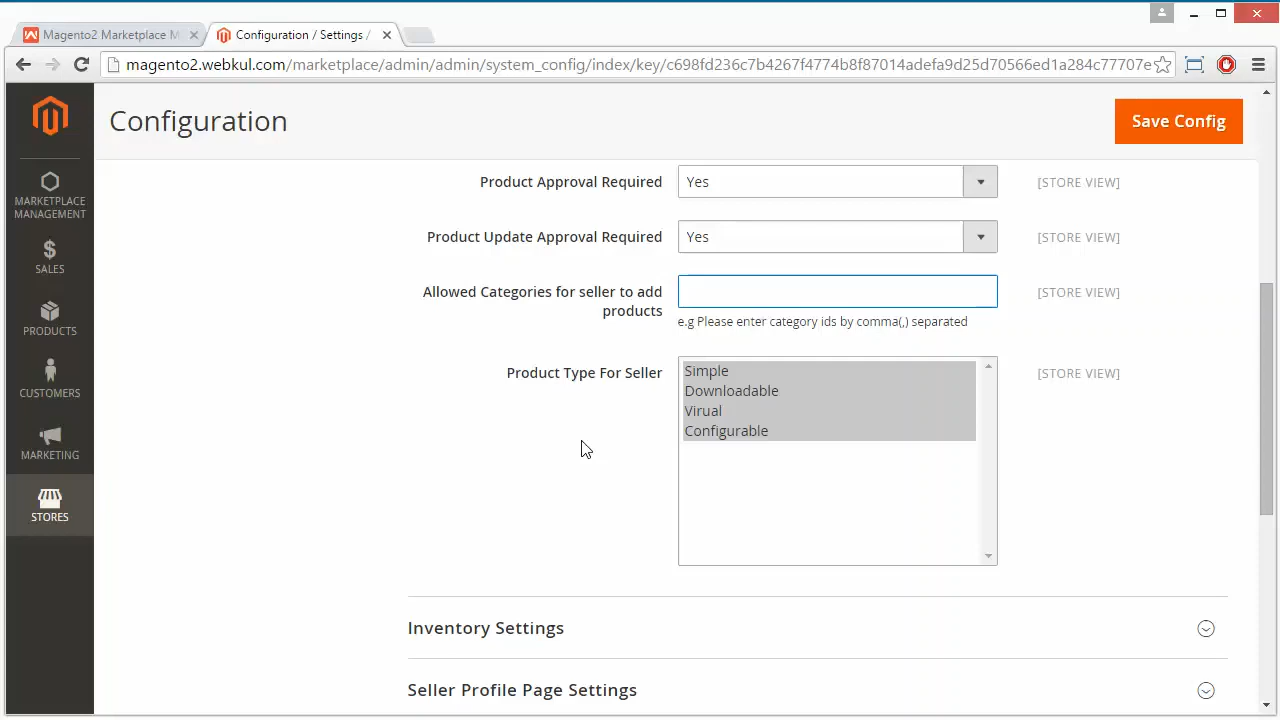 Magento2 Marketplace M
Configuration / Settings /
magento2.webkul.com/marketplace/admin/admin/system_config/index/key/c698fd236c7b4267f4774b8f87014adefa9d25d70566ed1a284c77707e
Configuration
Save Config
MARKETPLACE
MANAGEMENT
SALES
PRODUCTS
CUSTOMERS
MARKETING
STORES
Product Approval Required
Yes
[STORE VIEW]
Product Update Approval Required
Yes
[STORE VIEW]
Allowed Categories for seller to add
products
[STORE VIEW]
e.g Please enter category ids by comma(,) separated
Product Type For Seller
Simple
Downloadable
Virual
Configurable
[STORE VIEW]
Inventory Settings
Seller Profile Page Settings